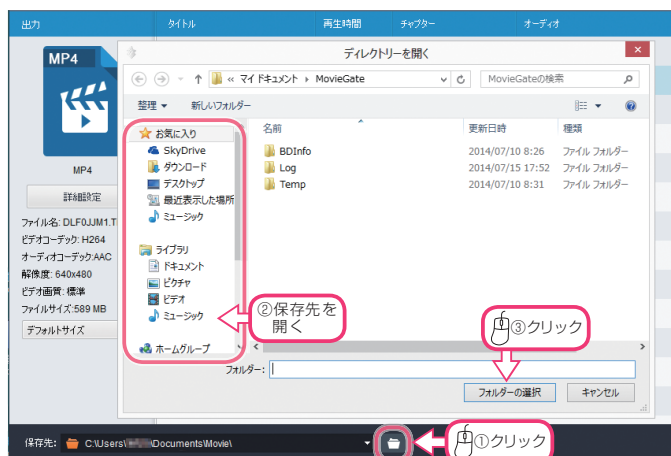 出力
タイトル
再生時間
チャプター
オーディオ
MP4
MP4
詳細設定
ファイル名: DLF0JJM1.T
ビデオコーデック: H264
オーディオコーデック:AAC
解像度: 640x480
ビデオ画質: 標準
ファイルサイズ:589 MB
デフォルトサイズ
ディレクトリーを開く
« マイ ドキュメント ▸ MovieGate
MovieGateの検索
整理 ▼
新しいフォルダー
お気に入り
SkyDrive
ダウンロード
デスクトップ
最近表示した場所
ミュージック
ライブラリ
ドキュメント
ピクチャ
ビデオ
ミュージック
ホームグループ
名前
更新日時
種類
BDInfo
2014/07/10 8:26
ファイル フォルダー
Log
2014/07/15 17:52
ファイル フォルダー
Temp
2014/07/10 8:31
ファイル フォルダー
②保存先を
開く
③クリック
フォルダー:
フォルダーの選択
キャンセル
保存先:
C:\Users\
\Documents\Movie\
①クリック